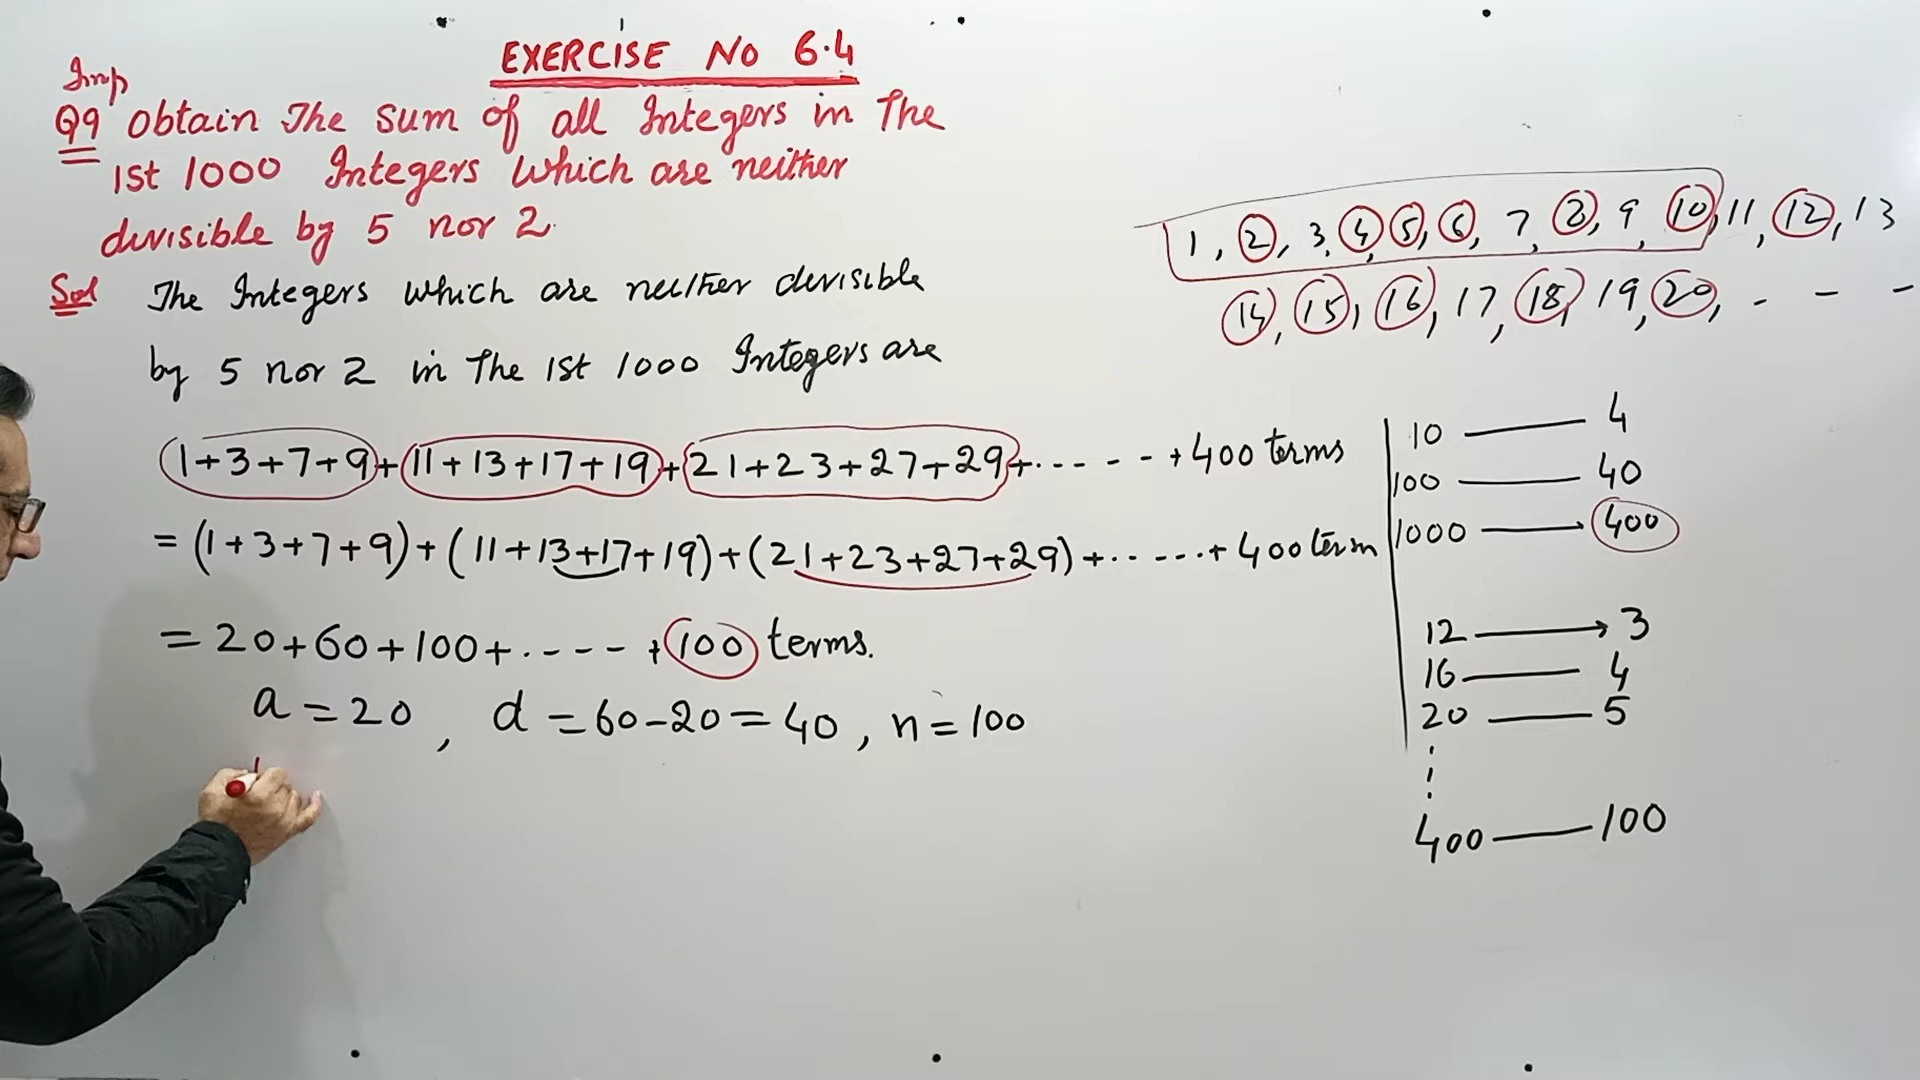 EXERCISE NO 6.4
Imp
Q9 obtain The sum of all Integers in The
1st 1000 Integers which are neither
divisible by 5 nor 2.
Sol The Integers which are neither divisible
by 5 nor 2 in The 1st 1000 Integers are
(1+3+7+9)+(11+13+17+19)+(21+23+27+29)+------+400 terms
=(1+3+7+9)+(11+13+17+19)+(21+23+27+29)+......+400 term
=20+60+100+.----+100 terms.
a=20, d=60-20=40, n=100
1, 2, 3, 4, 5, 6, 7, 8, 9, 10, 11, 12, 13
14, 15, 16, 17, 18, 19, 20, - - -
10 — 4
100 — 40
1000 → 400
12 → 3
16 — 4
20 — 5
400 — 100